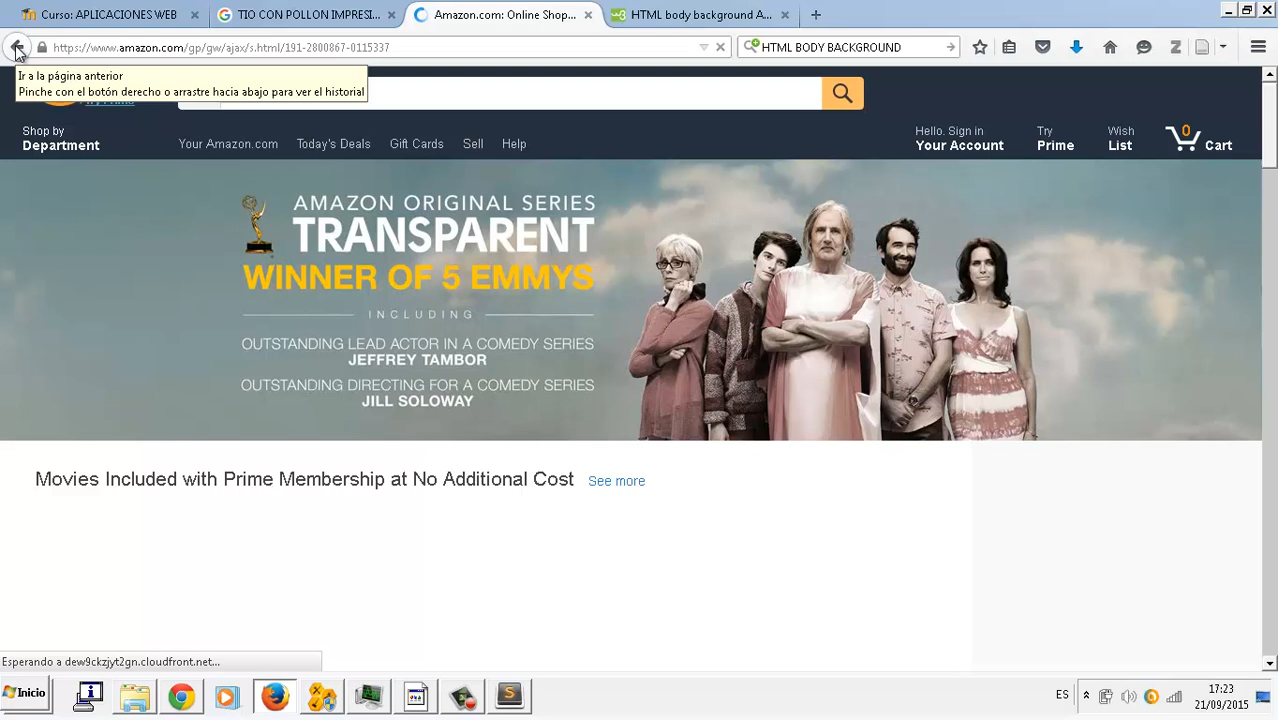 Curso: APLICACIONES WEB
TIO CON POLLON IMPRESI...
Amazon.com: Online Shop...
HTML body background A...
https://www.amazon.com/gp/gw/ajax/s.html/191-2800867-0115337
HTML BODY BACKGROUND
Ir a la página anterior
Pinche con el botón derecho o arrastre hacia abajo para ver el historial
Try Prime
Shop by
Department
Your Amazon.com
Today's Deals
Gift Cards
Sell
Help
Hello. Sign in
Your Account
Try
Prime
Wish
List
0
Cart
AMAZON ORIGINAL SERIES
TRANSPARENT
WINNER OF 5 EMMYS
INCLUDING
OUTSTANDING LEAD ACTOR IN A COMEDY SERIES
JEFFREY TAMBOR
OUTSTANDING DIRECTING FOR A COMEDY SERIES
JILL SOLOWAY
Movies Included with Prime Membership at No Additional Cost See more
Esperando a dew9ckzjyt2gn.cloudfront.net...
Inicio
ES
17:23
21/09/2015